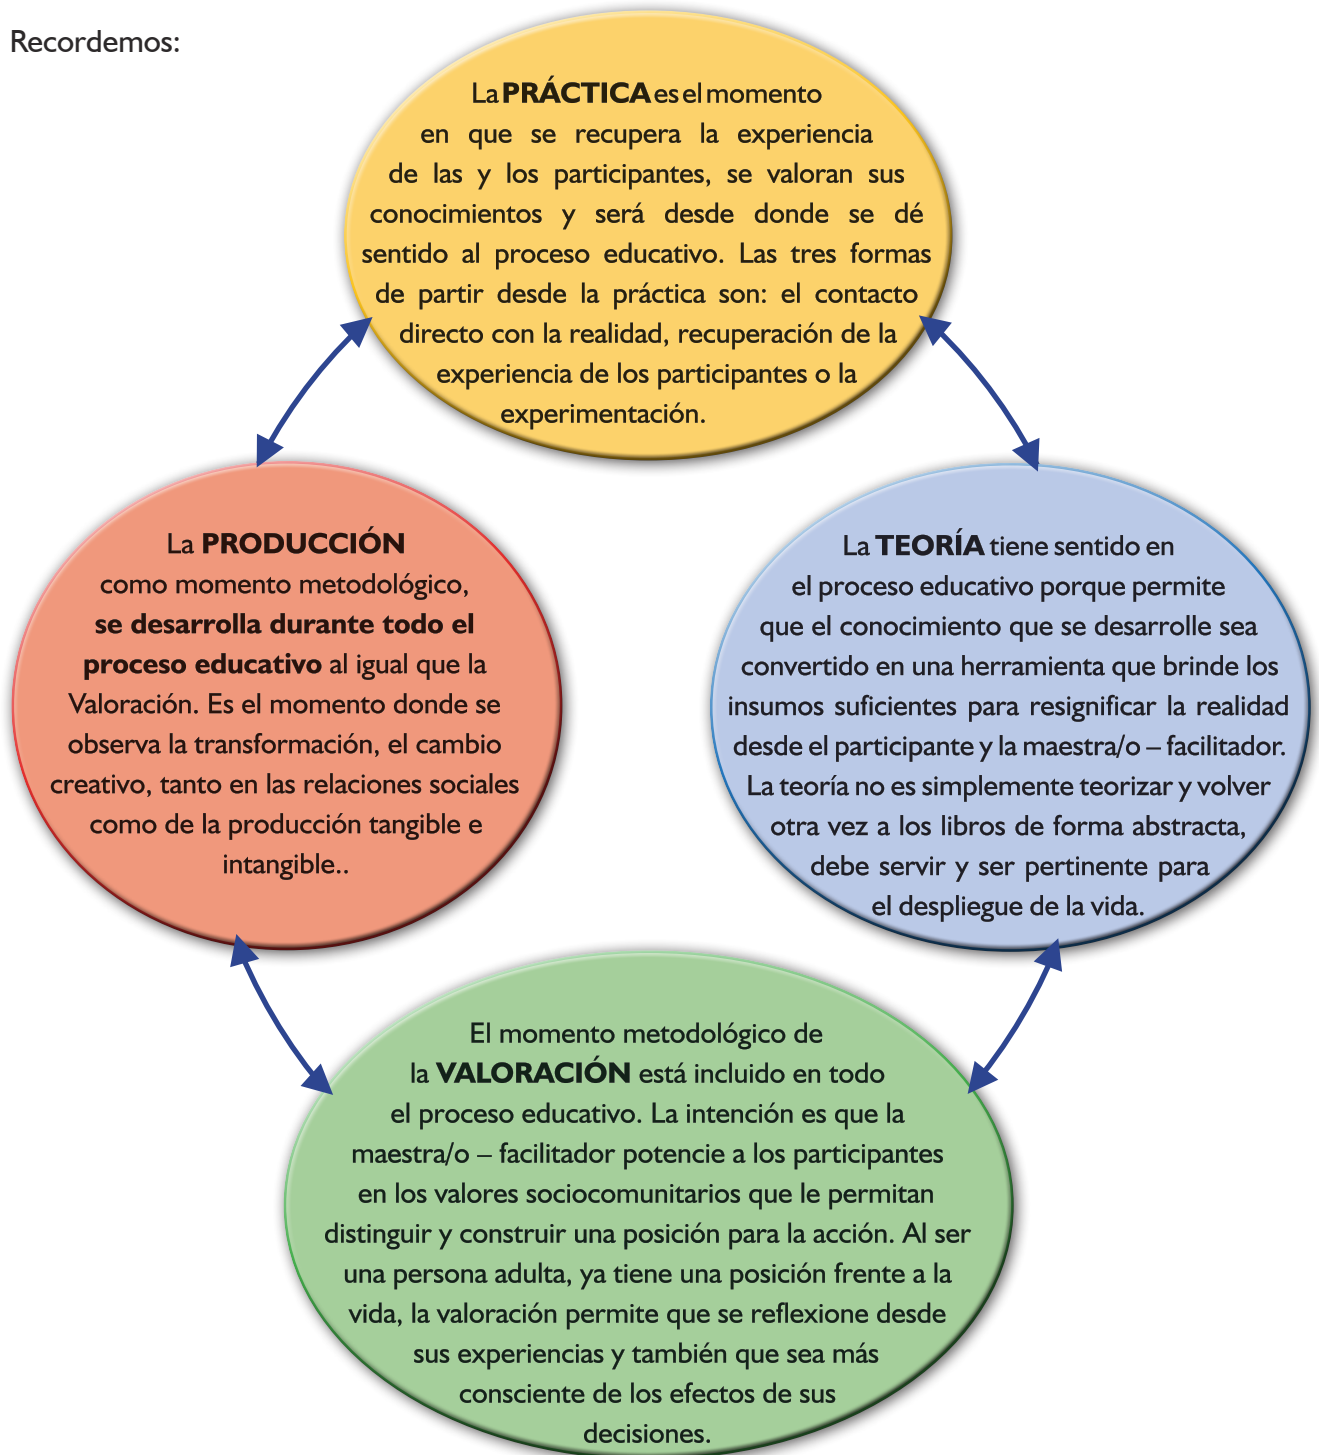 Recordemos:
La PRÁCTICA es el momento
en que se recupera la experiencia
de las y los participantes, se valoran sus
conocimientos y será desde donde se dé
sentido al proceso educativo. Las tres formas
de partir desde la práctica son: el contacto
directo con la realidad, recuperación de la
experiencia de los participantes o la
experimentación.
La PRODUCCIÓN
como momento metodológico,
se desarrolla durante todo el
proceso educativo al igual que la
Valoración. Es el momento donde se
observa la transformación, el cambio
creativo, tanto en las relaciones sociales
como de la producción tangible e
intangible..
La TEORÍA tiene sentido en
el proceso educativo porque permite
que el conocimiento que se desarrolle sea
convertido en una herramienta que brinde los
insumos suficientes para resignificar la realidad
desde el participante y la maestra/o – facilitador.
La teoría no es simplemente teorizar y volver
otra vez a los libros de forma abstracta,
debe servir y ser pertinente para
el despliegue de la vida.
El momento metodológico de
la VALORACIÓN está incluido en todo
el proceso educativo. La intención es que la
maestra/o – facilitador potencie a los participantes
en los valores sociocomunitarios que le permitan
distinguir y construir una posición para la acción. Al ser
una persona adulta, ya tiene una posición frente a la
vida, la valoración permite que se reflexione desde
sus experiencias y también que sea más
consciente de los efectos de sus
decisiones.